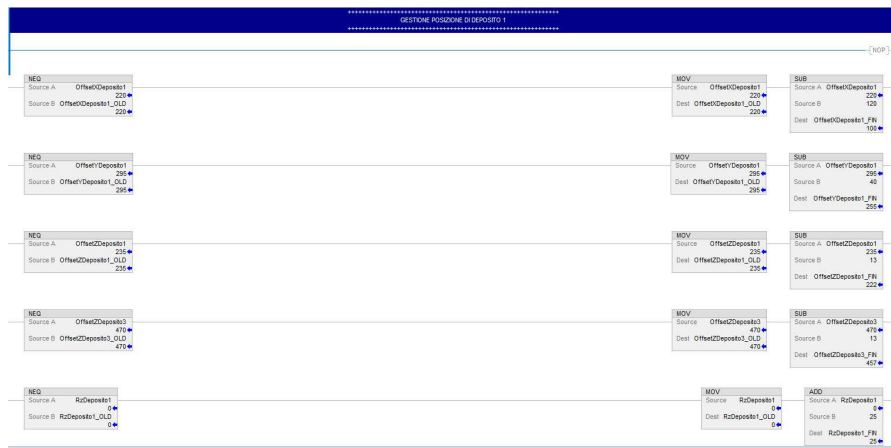 ++++++++++++++++++++++++++++++++++++++++++++++++++++++++++++
GESTIONE POSIZIONE DI DEPOSITO 1
++++++++++++++++++++++++++++++++++++++++++++++++++++++++++++
NOP
NEQ
Source A OffsetXDeposito1
220
Source B OffsetXDeposito1_OLD
220
MOV
Source OffsetXDeposito1
220
Dest OffsetXDeposito1_OLD
220
SUB
Source A OffsetXDeposito1
220
Source B 120
Dest OffsetXDeposito1_FIN
100
NEQ
Source A OffsetYDeposito1
295
Source B OffsetYDeposito1_OLD
295
MOV
Source OffsetYDeposito1
295
Dest OffsetYDeposito1_OLD
295
SUB
Source A OffsetYDeposito1
295
Source B 40
Dest OffsetYDeposito1_FIN
255
NEQ
Source A OffsetZDeposito1
235
Source B OffsetZDeposito1_OLD
235
MOV
Source OffsetZDeposito1
235
Dest OffsetZDeposito1_OLD
235
SUB
Source A OffsetZDeposito1
235
Source B 13
Dest OffsetZDeposito1_FIN
222
NEQ
Source A OffsetZDeposito3
470
Source B OffsetZDeposito3_OLD
470
MOV
Source OffsetZDeposito3
470
Dest OffsetZDeposito3_OLD
470
SUB
Source A OffsetZDeposito3
470
Source B 13
Dest OffsetZDeposito3_FIN
457
NEQ
Source A RzDeposito1
0
Source B RzDeposito1_OLD
0
MOV
Source RzDeposito1
0
Dest RzDeposito1_OLD
0
ADD
Source A RzDeposito1
0
Source B 25
Dest RzDeposito1_FIN
25